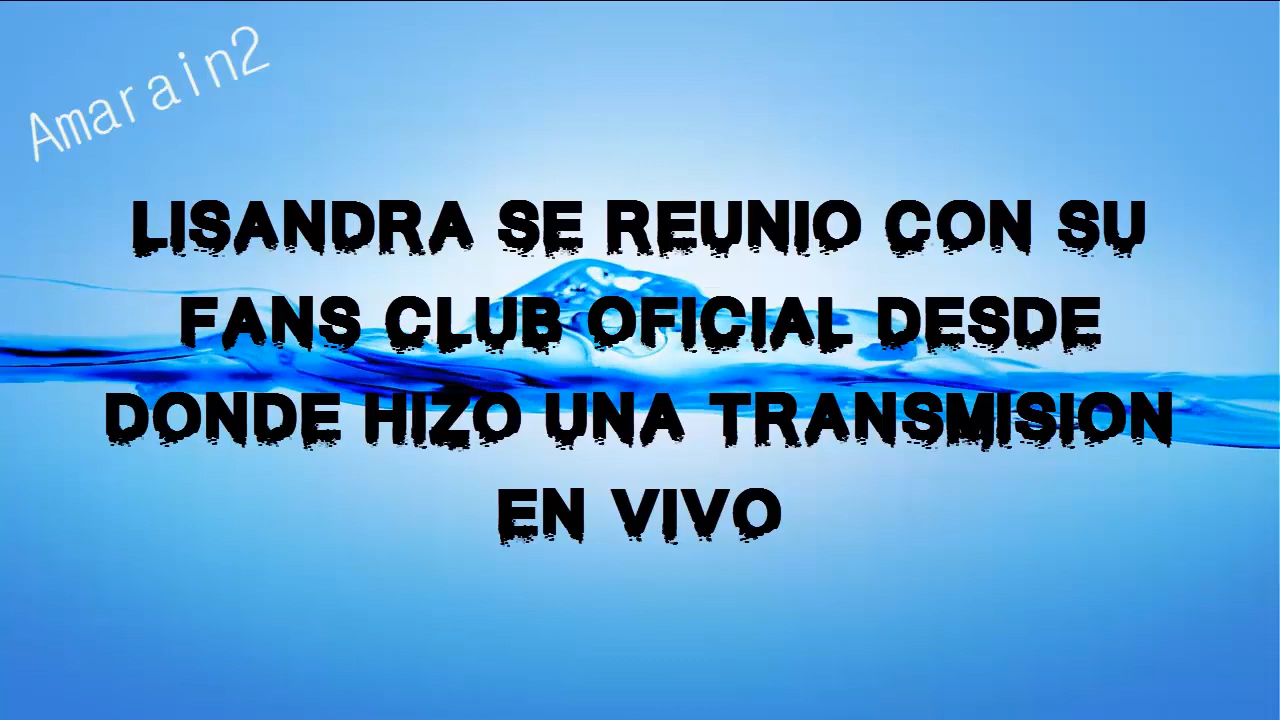 Amarain2
LISANDRA SE REUNIO CON SU
FANS CLUB OFICIAL DESDE
DONDE HIZO UNA TRANSMISION
EN VIVO